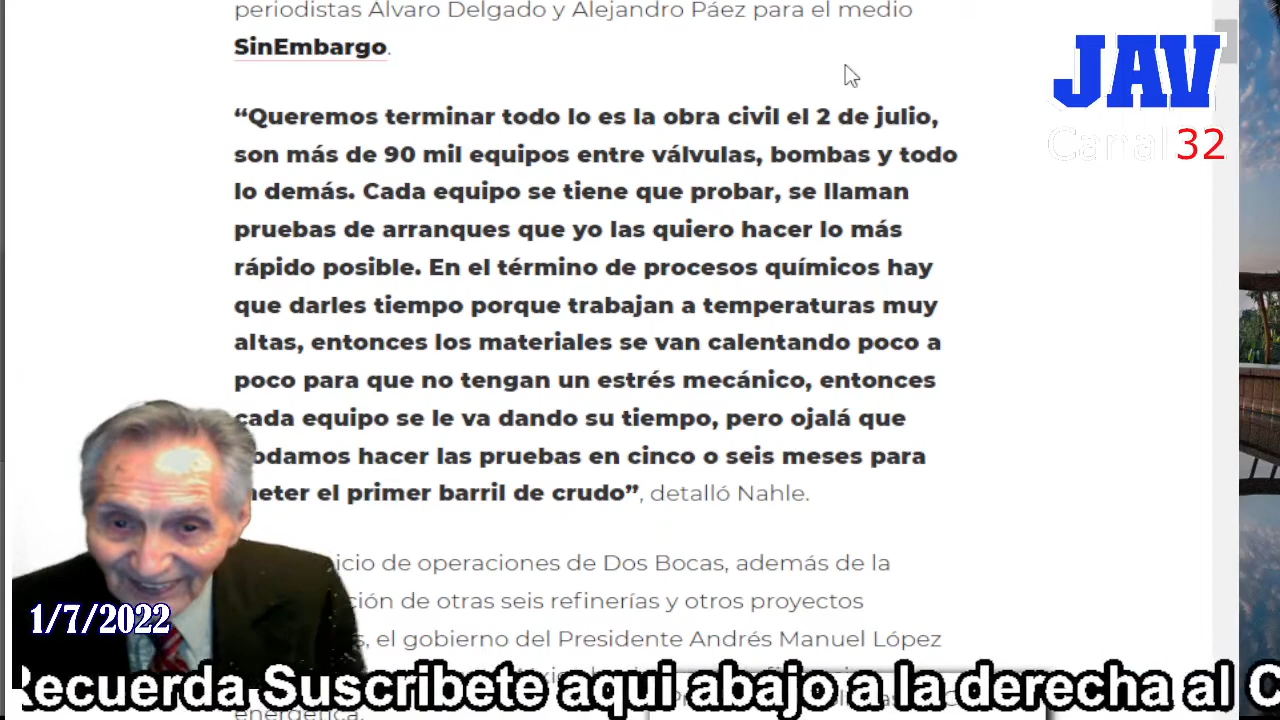 periodistas Álvaro Delgado y Alejandro Páez para el medio
SinEmbargo.
JAV
Canal 32
“Queremos terminar todo lo es la obra civil el 2 de julio,
son más de 90 mil equipos entre válvulas, bombas y todo
lo demás. Cada equipo se tiene que probar, se llaman
pruebas de arranques que yo las quiero hacer lo más
rápido posible. En el término de procesos químicos hay
que darles tiempo porque trabajan a temperaturas muy
altas, entonces los materiales se van calentando poco a
poco para que no tengan un estrés mecánico, entonces
cada equipo se le va dando su tiempo, pero ojalá que
odamos hacer las pruebas en cinco o seis meses para
meter el primer barril de crudo”, detalló Nahle.
icio de operaciones de Dos Bocas, además de la
ción de otras seis refinerías y otros proyectos
s, el gobierno del Presidente Andrés Manuel López
1/7/2022
Recuerda Suscribete aqui abajo a la derecha al C
energética.